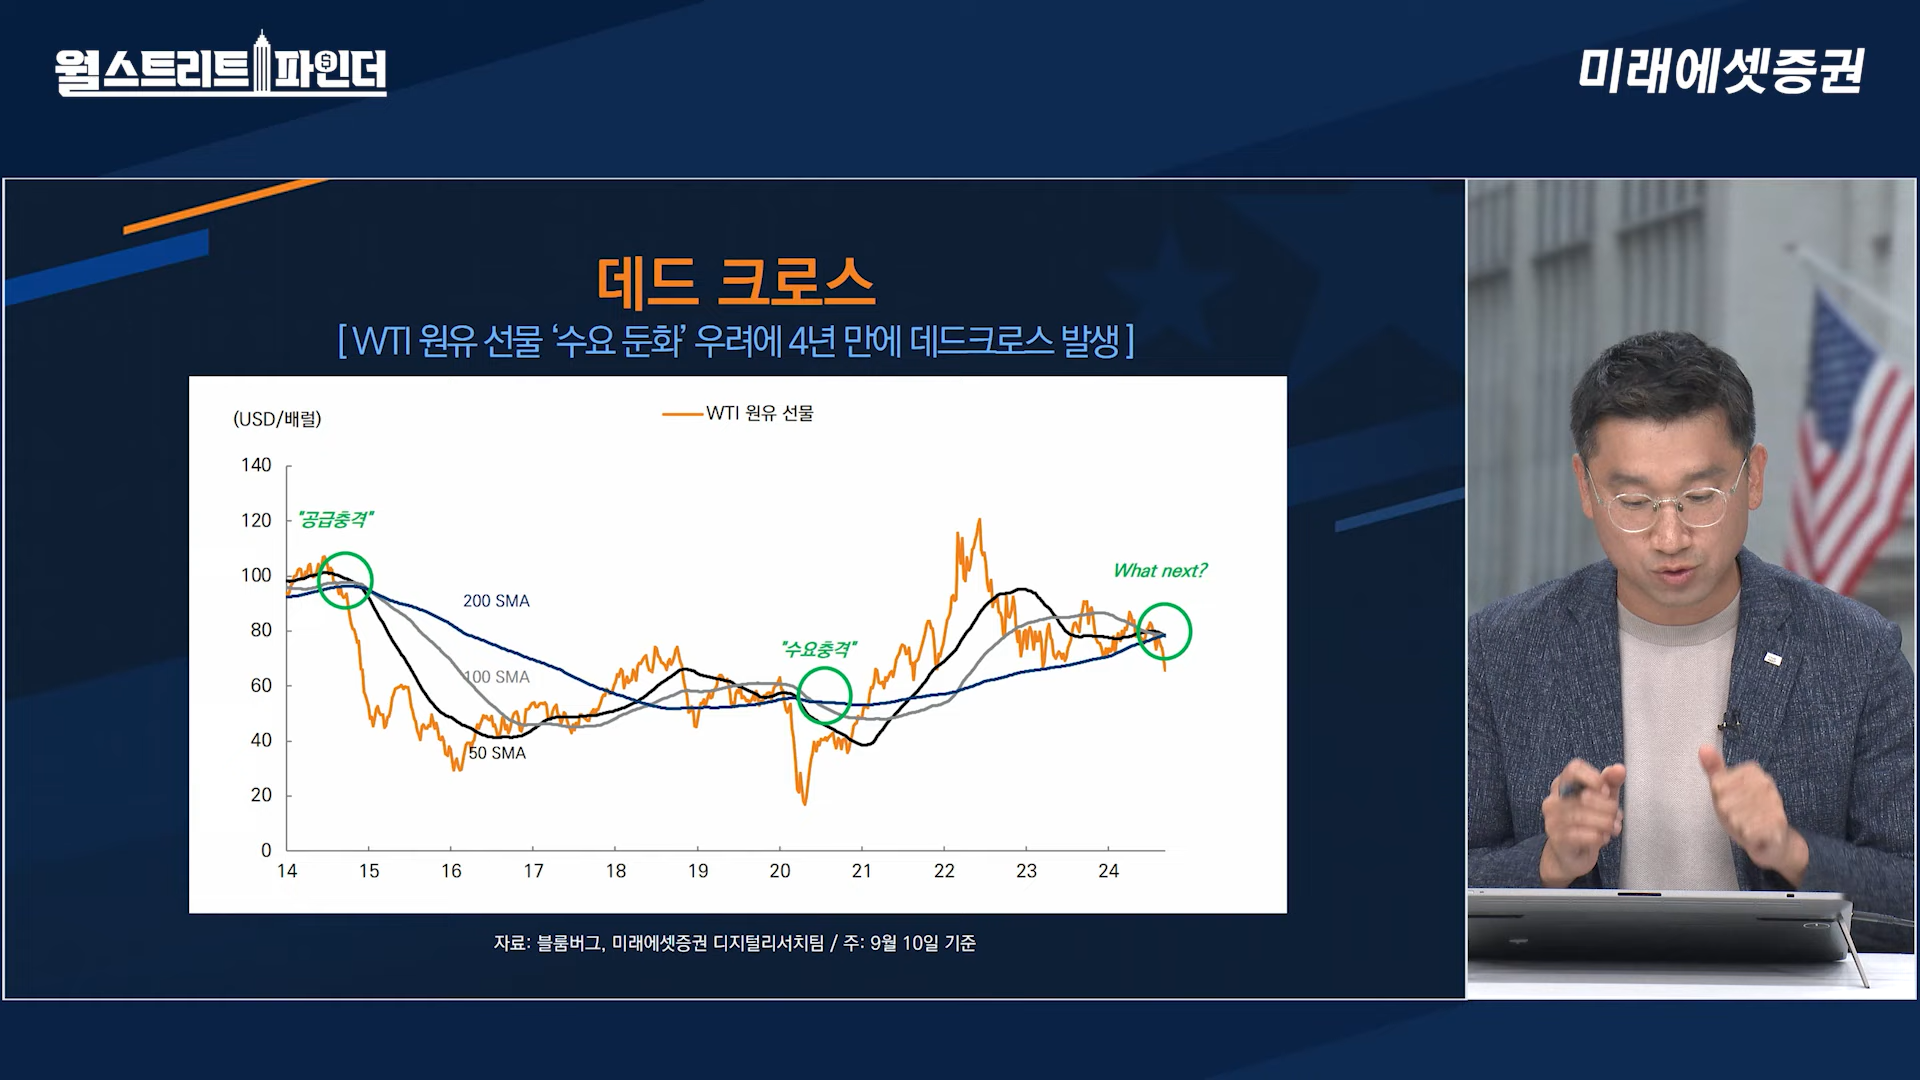 월스트리트파인더
미래에셋증권
데드 크로스
[ WTI 원유 선물 ‘수요 둔화’ 우려에 4년 만에 데드크로스 발생 ]
(USD/배럴)
WTI 원유 선물
140
120
100
80
60
40
20
0
"공급충격"
200 SMA
100 SMA
50 SMA
"수요충격"
What next?
14 15 16 17 18 19 20 21 22 23 24
자료: 블룸버그, 미래에셋증권 디지털리서치팀 / 주: 9월 10일 기준